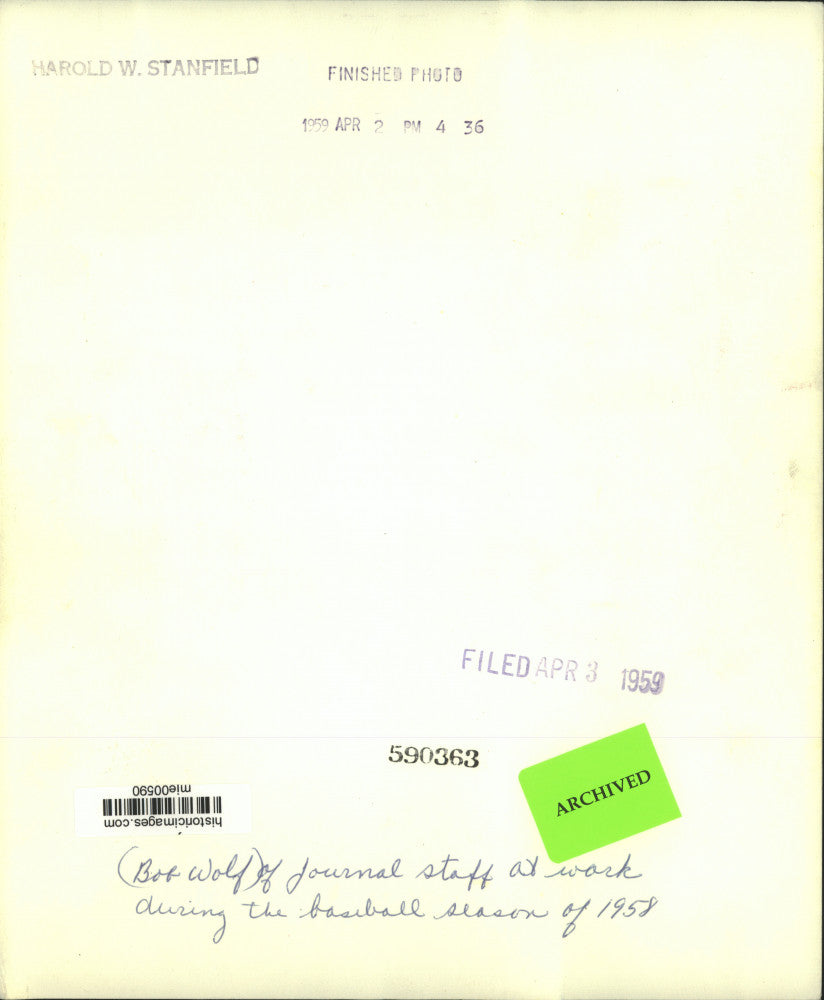 HAROLD W. STANFIELD
FINISHED PHOTO
1959 APR 2 PM 4 36
FILED APR 3 1959
590363
ARCHIVED
mie00590
historicimages.com
(Bob Wolf) of Journal staff at work
during the baseball season of 1958